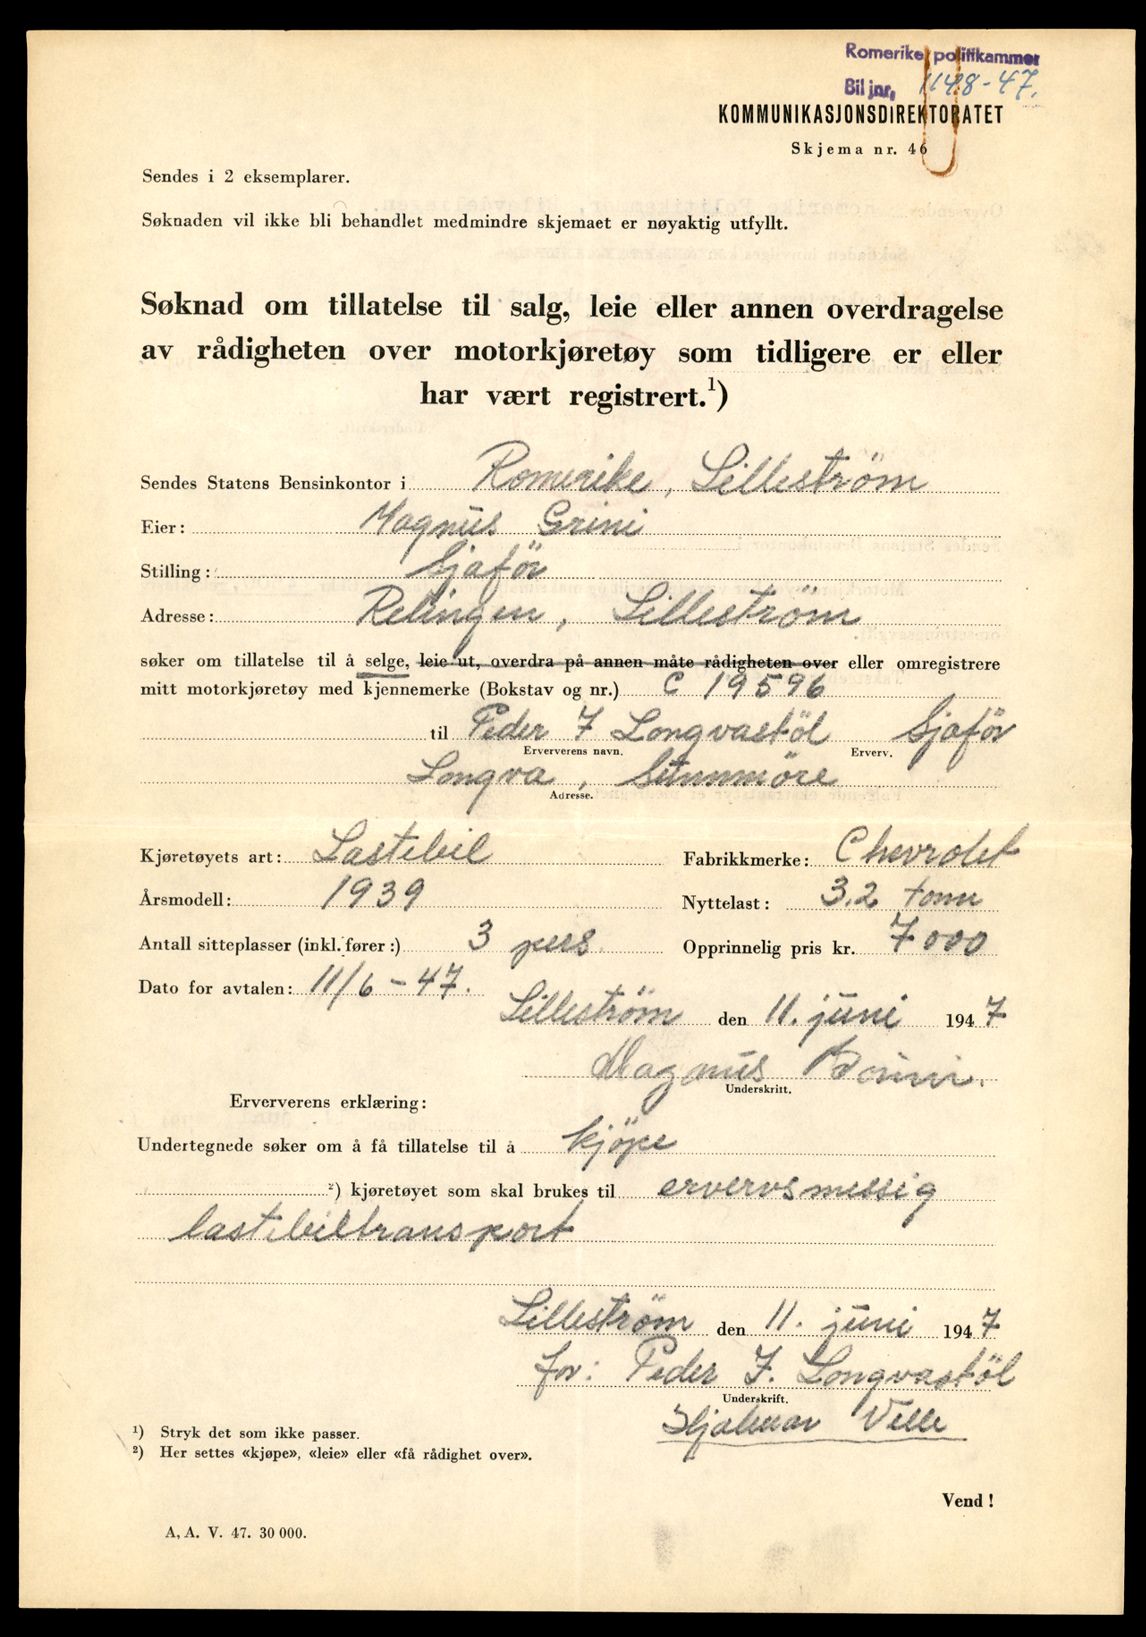 Romerike politikammer
Bil jnr. 1148-47.
KOMMUNIKASJONSDIREKTORATET
Skjema nr. 46
Sendes i 2 eksemplarer.
Søknaden vil ikke bli behandlet medmindre skjemaet er nøyaktig utfyllt.
Søknad om tillatelse til salg, leie eller annen overdragelse
av rådigheten over motorkjøretøy som tidligere er eller
har vært registrert.¹)
Sendes Statens Bensinkontor i Romerike, Lilleström
Eier: Magnus Grini
Stilling: Sjaför
Adresse: Relingen, Lilleström
søker om tillatelse til å selge, leie ut, overdra på annen måte rådigheten over eller omregistrere
mitt motorkjøretøy med kjennemerke (Bokstav og nr.) C 19596
til Peder J Longvastöl Sjaför
Erververens navn. Erverv.
Longva, Sunnmöre
Adresse.
Kjøretøyets art: Lastebil Fabrikkmerke: Chevrolet
Årsmodell: 1939 Nyttelast: 3.2 tonn
Antall sitteplasser (inkl. fører:) 3 pers. Opprinnelig pris kr. 7000
Dato for avtalen: 11/6-47.
Lilleström den 11. juni 1947
Magnus Grini.
Underskritt.
Erververens erklæring:
Undertegnede søker om å få tillatelse til å kjöpe
²) kjøretøyet som skal brukes til ervervsmessig
lastebiltransport
Lilleström den 11. juni 1947
for: Peder J. Longvastöl
Underskrift.
Hjalmar Velle
¹) Stryk det som ikke passer.
²) Her settes «kjøpe», «leie» eller «få rådighet over».
Vend!
A. A. V. 47. 30 000.